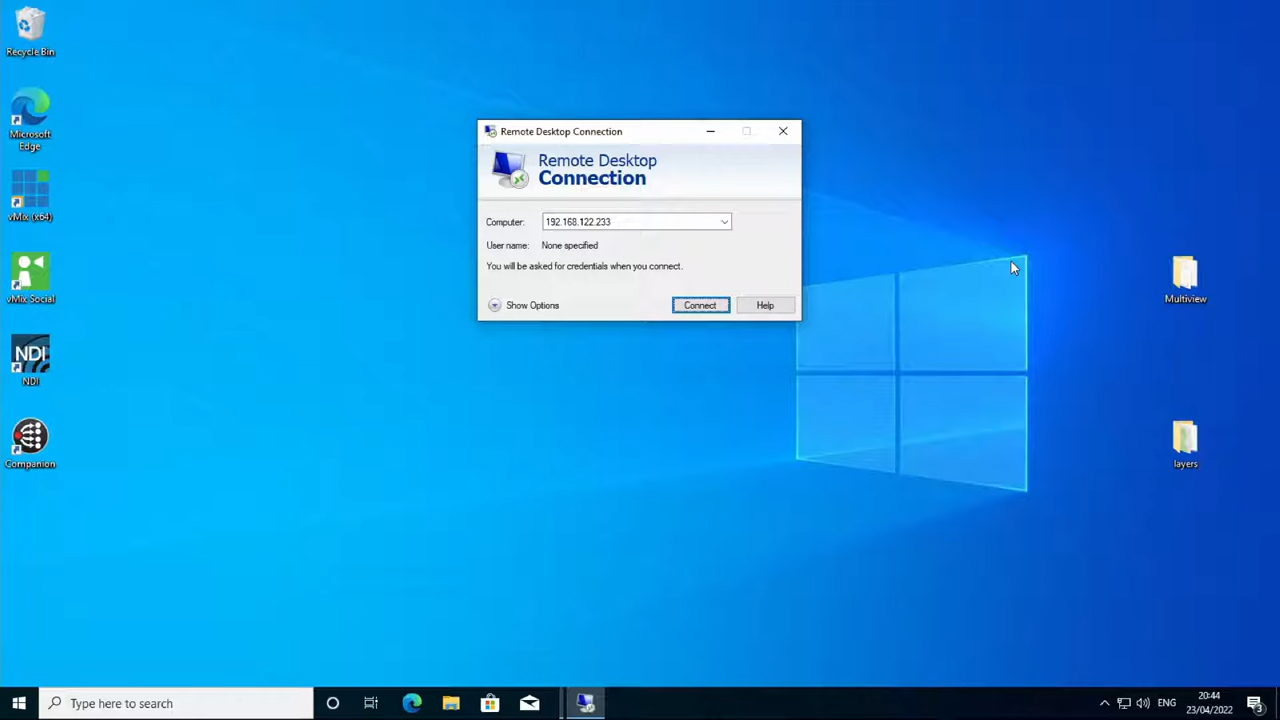 Recycle Bin
Microsoft
Edge
vMix (x64)
vMix Social
NDI
NDI
Companion
Remote Desktop Connection
Remote Desktop
Connection
Computer: 192.168.122.233
User name: None specified
You will be asked for credentials when you connect.
Show Options Connect Help
Multiview
layers
Type here to search
ENG
20:44
23/04/2022
3